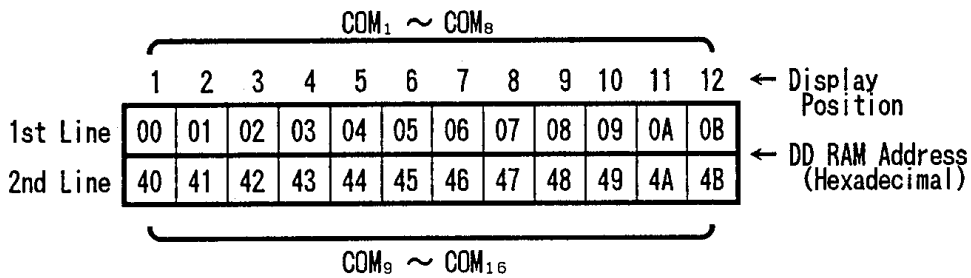 COM₁ ～ COM₈
1 2 3 4 5 6 7 8 9 10 11 12 ← Display Position
1st Line 00 01 02 03 04 05 06 07 08 09 0A 0B
← DD RAM Address (Hexadecimal)
2nd Line 40 41 42 43 44 45 46 47 48 49 4A 4B
COM₉ ～ COM₁₆